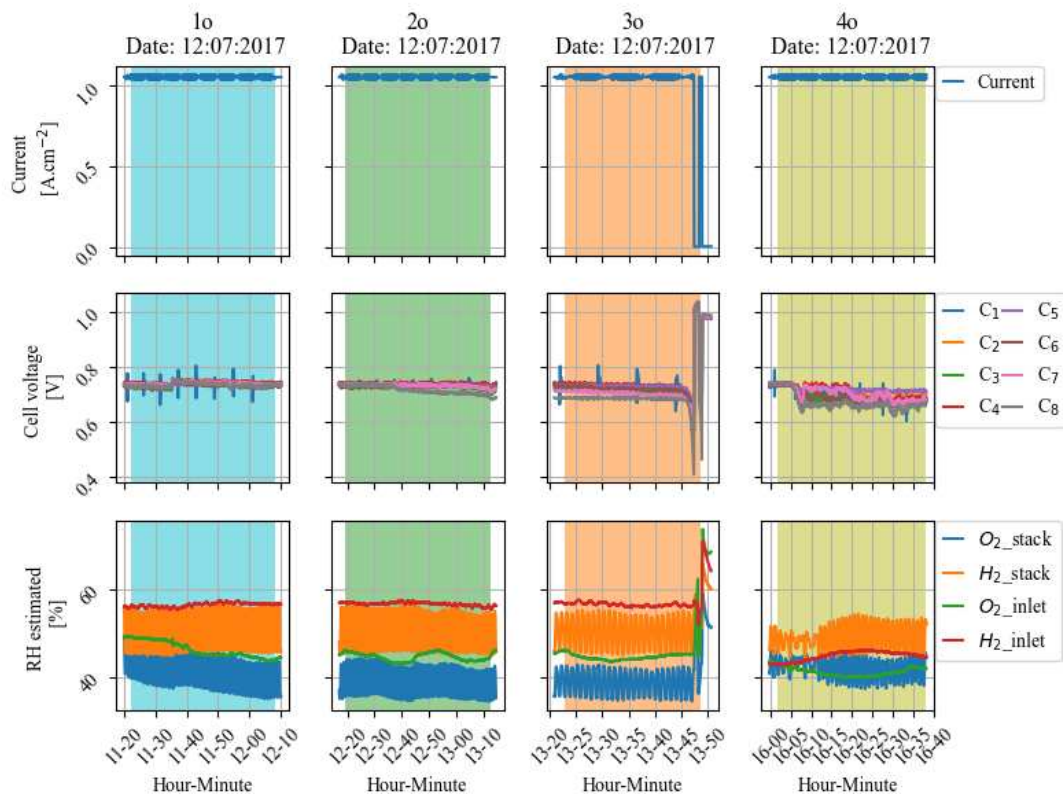 1o
Date: 12:07:2017
2o
Date: 12:07:2017
3o
Date: 12:07:2017
4o
Date: 12:07:2017
Current
[A.cm⁻²]
1.0
0.5
0.0
Current
Cell voltage
[V]
1.0
0.8
0.6
0.4
C₁ C₅
C₂ C₆
C₃ C₇
C₄ C₈
RH estimated
[%]
60
40
O₂_stack
H₂_stack
O₂_inlet
H₂_inlet
11-20 11-30 11-40 11-50 12-00 12-10
12-20 12-30 12-40 12-50 13-00 13-10
13-20 13-25 13-30 13-35 13-40 13-45 13-50
16-00 16-05 16-10 16-15 16-20 16-25 16-30 16-35 16-40
Hour-Minute
Hour-Minute
Hour-Minute
Hour-Minute